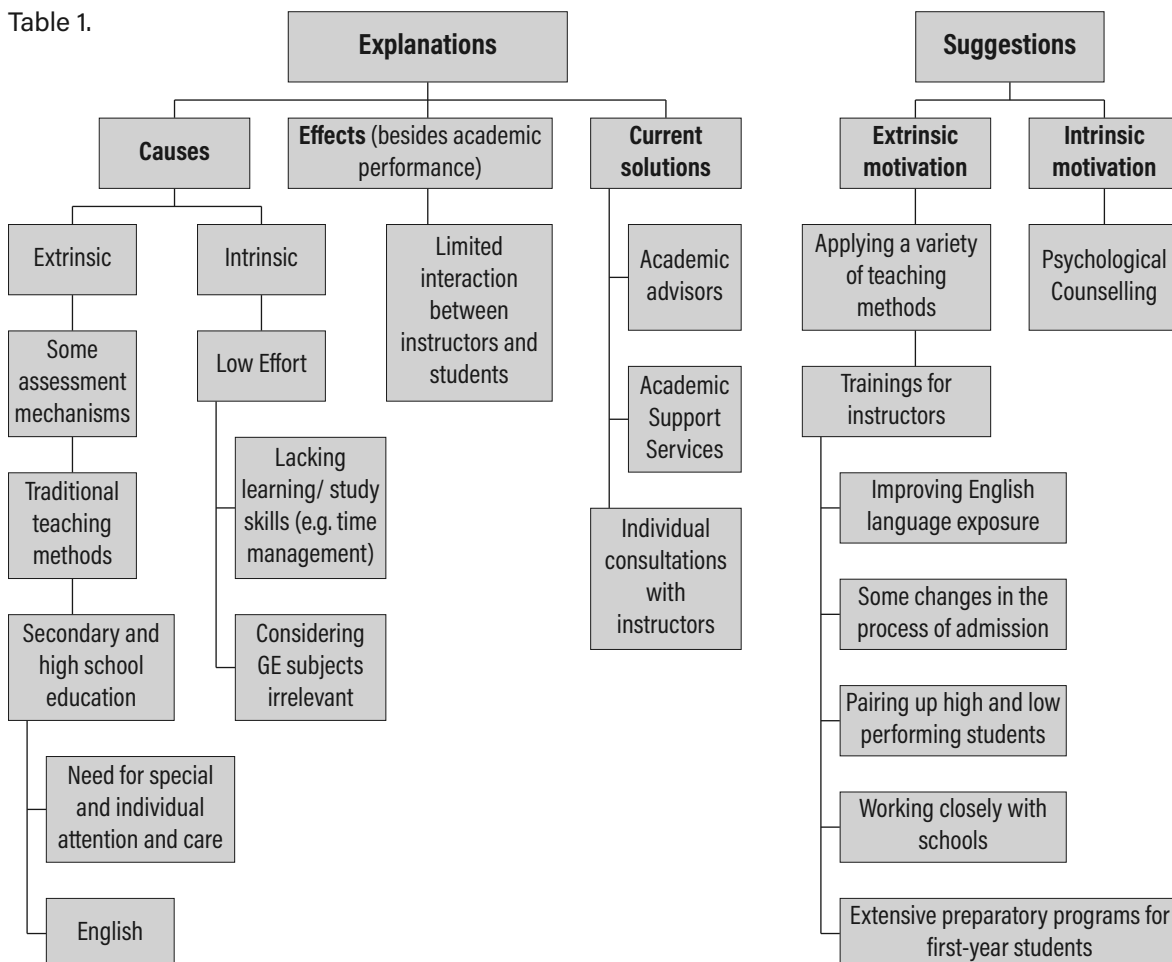 Table 1.
Explanations
Causes
Extrinsic
Some
assessment
mechanisms
Traditional
teaching
methods
Secondary and
high school
education
Need for special
and individual
attention and care
English
Intrinsic
Low Effort
Lacking
learning/ study
skills (e.g. time
management)
Considering
GE subjects
irrelevant
Effects (besides academic
performance)
Limited
interaction
between
instructors and
students
Current
solutions
Academic
advisors
Academic
Support
Services
Individual
consultations
with
instructors
Suggestions
Extrinsic
motivation
Applying a variety
of teaching
methods
Trainings for
instructors
Improving English
language exposure
Some changes in the
process of admission
Pairing up high and low
performing students
Working closely with
schools
Extensive preparatory programs for
first-year students
Intrinsic
motivation
Psychological
Counselling